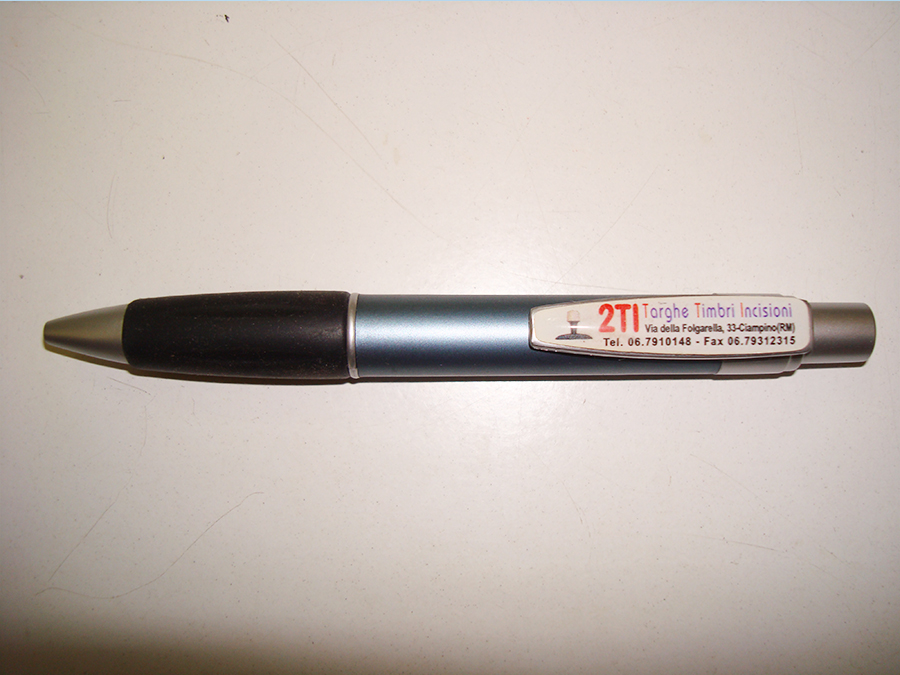 2TI Targhe Timbri Incisioni
Via della Folgarella, 33-Ciampino(RM)
Tel. 06.7910148 - Fax 06.79312315